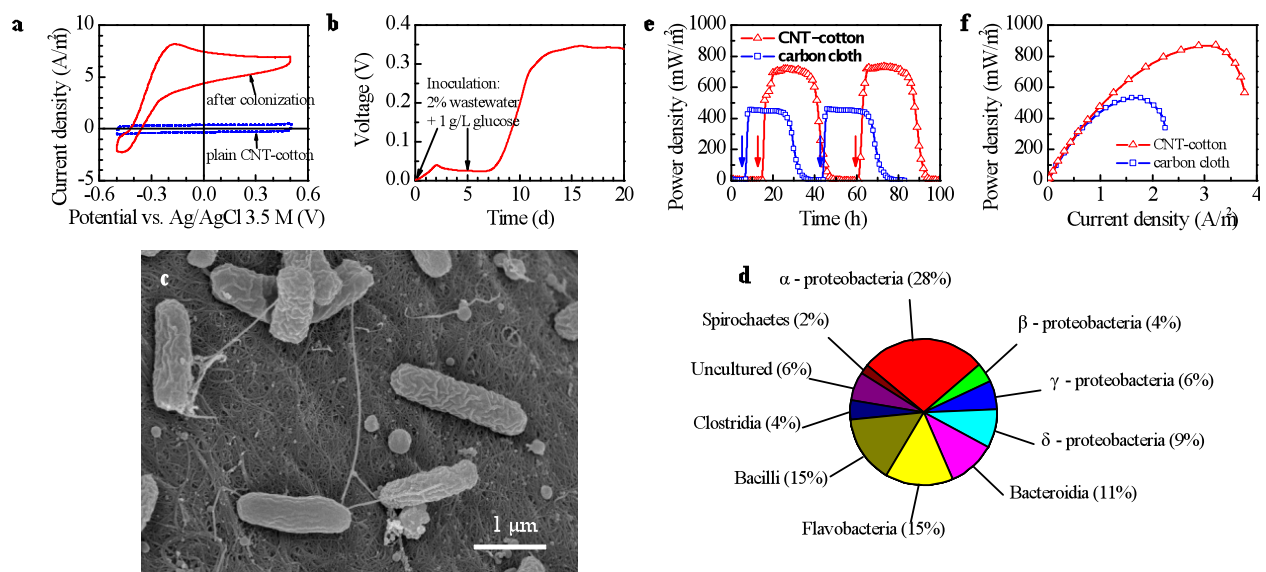 a
10
5
0
−5
Current density (A/m²)
−0.6
−0.3
0.0
0.3
0.6
Potential vs. Ag/AgCl 3.5 M (V)
after colonization
plain CNT-cotton
b
0.4
0.3
0.2
0.1
0.0
Voltage (V)
Inoculation:
2% wastewater
+ 1 g/L glucose
0
5
10
15
20
Time (d)
e
1000
800
600
400
200
0
Power density (mW/m²)
CNT-cotton
carbon cloth
0
20
40
60
80
100
Time (h)
f
1000
800
600
400
200
0
Power density (mW/m²)
CNT-cotton
carbon cloth
0
1
2
3
4
Current density (A/m²)
c
1 µm
d
α - proteobacteria (28%)
Spirochaetes (2%)
β - proteobacteria (4%)
Uncultured (6%)
γ - proteobacteria (6%)
Clostridia (4%)
δ - proteobacteria (9%)
Bacilli (15%)
Bacteroidia (11%)
Flavobacteria (15%)